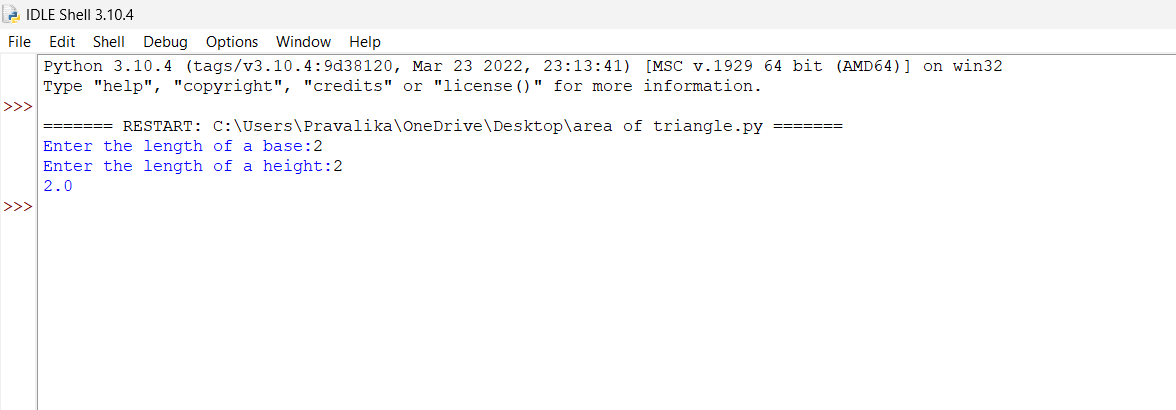 IDLE Shell 3.10.4
File Edit Shell Debug Options Window Help
Python 3.10.4 (tags/v3.10.4:9d38120, Mar 23 2022, 23:13:41) [MSC v.1929 64 bit (AMD64)] on win32
Type "help", "copyright", "credits" or "license()" for more information.
>>>
======= RESTART: C:\Users\Pravalika\OneDrive\Desktop\area of triangle.py =======
Enter the length of a base:2
Enter the length of a height:2
2.0
>>>